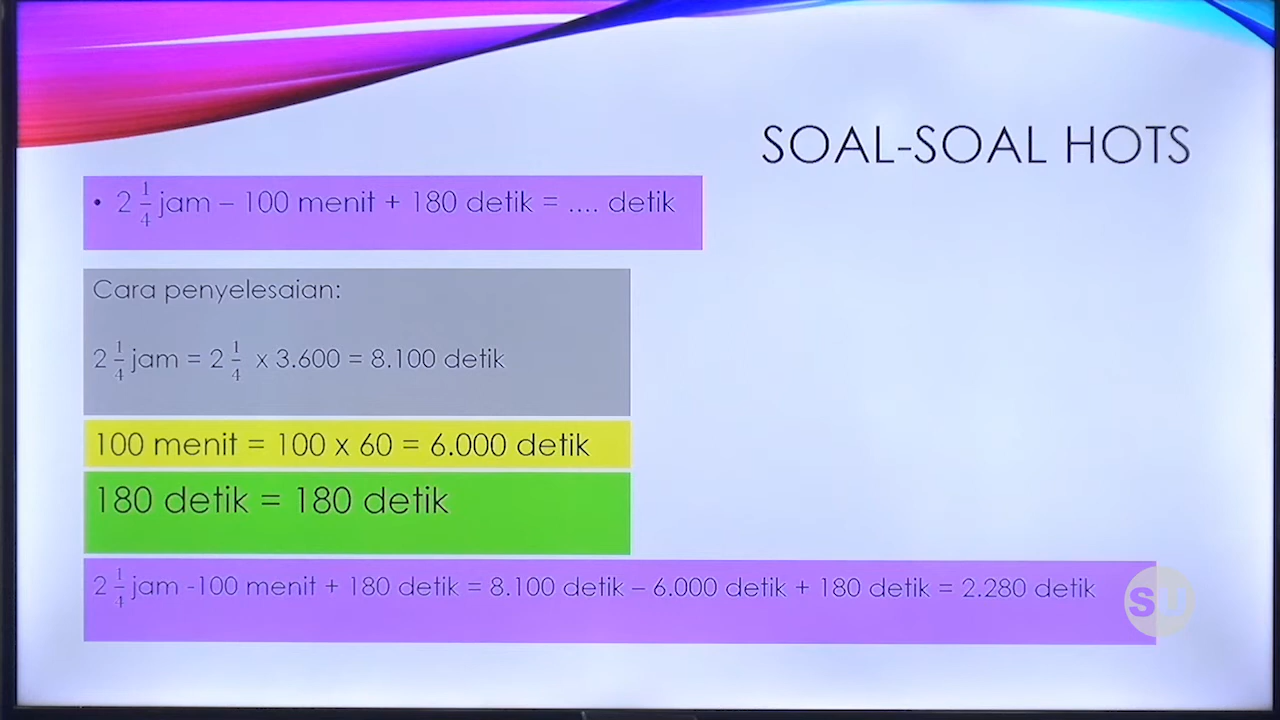 SOAL-SOAL HOTS
• 2 1/4 jam – 100 menit + 180 detik = .... detik
Cara penyelesaian:
2 1/4 jam = 2 1/4 x 3.600 = 8.100 detik
100 menit = 100 x 60 = 6.000 detik
180 detik = 180 detik
2 1/4 jam -100 menit + 180 detik = 8.100 detik – 6.000 detik + 180 detik = 2.280 detik
SU